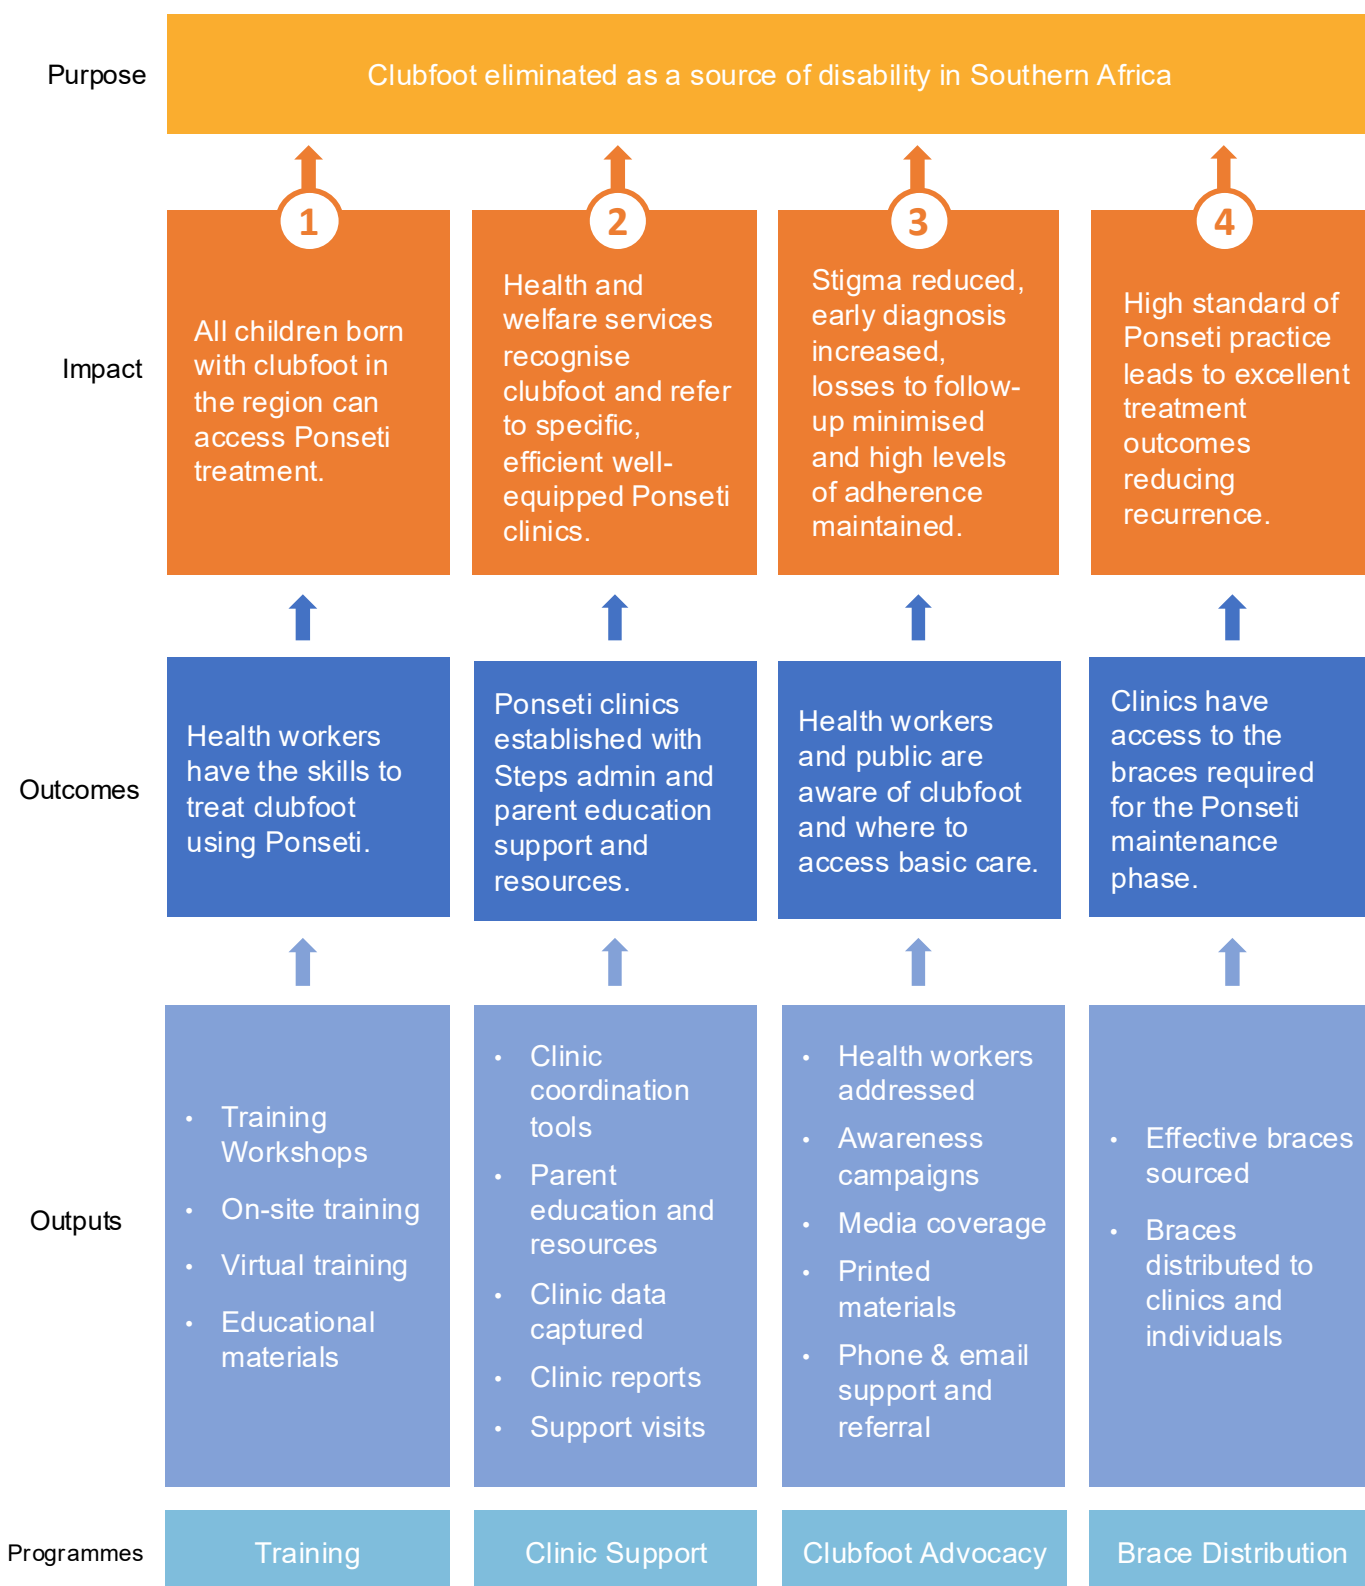 Purpose
Clubfoot eliminated as a source of disability in Southern Africa
Impact
1
All children born
with clubfoot in
the region can
access Ponseti
treatment.
2
Health and
welfare services
recognise
clubfoot and refer
to specific,
efficient well-
equipped Ponseti
clinics.
3
Stigma reduced,
early diagnosis
increased,
losses to follow-
up minimised
and high levels
of adherence
maintained.
4
High standard of
Ponseti practice
leads to excellent
treatment
outcomes
reducing
recurrence.
Outcomes
Health workers
have the skills to
treat clubfoot
using Ponseti.
Ponseti clinics
established with
Steps admin and
parent education
support and
resources.
Health workers
and public are
aware of clubfoot
and where to
access basic care.
Clinics have
access to the
braces required
for the Ponseti
maintenance
phase.
Outputs
• Training
Workshops
• On-site training
• Virtual training
• Educational
materials
• Clinic
coordination
tools
• Parent
education and
resources
• Clinic data
captured
• Clinic reports
• Support visits
• Health workers
addressed
• Awareness
campaigns
• Media coverage
• Printed
materials
• Phone & email
support and
referral
• Effective braces
sourced
• Braces
distributed to
clinics and
individuals
Programmes
Training
Clinic Support
Clubfoot Advocacy
Brace Distribution